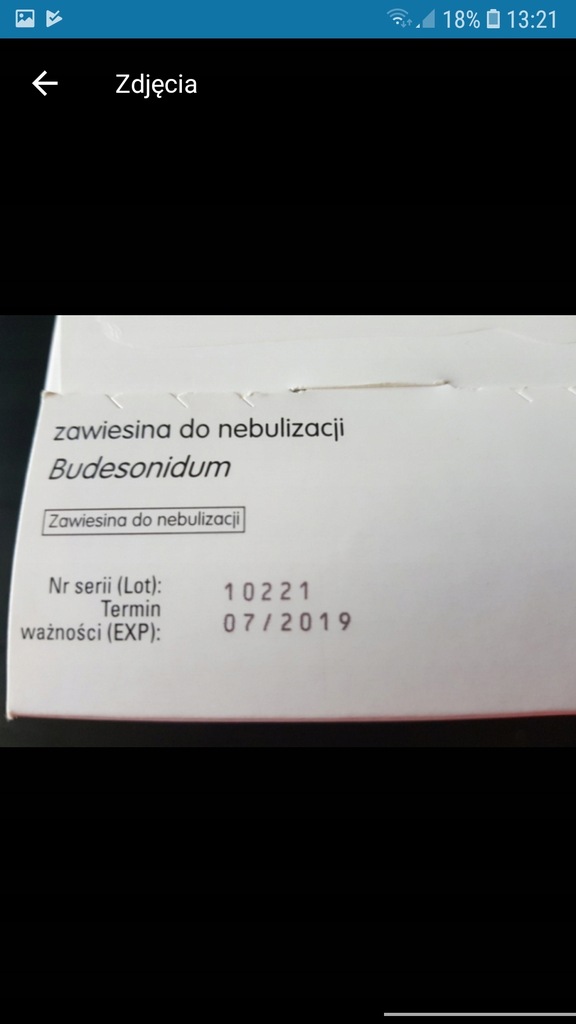 18% 13:21
Zdjęcia
zawiesina do nebulizacji
Budesonidum
Zawiesina do nebulizacji
Nr serii (Lot): 10221
Termin
ważności (EXP): 07/2019